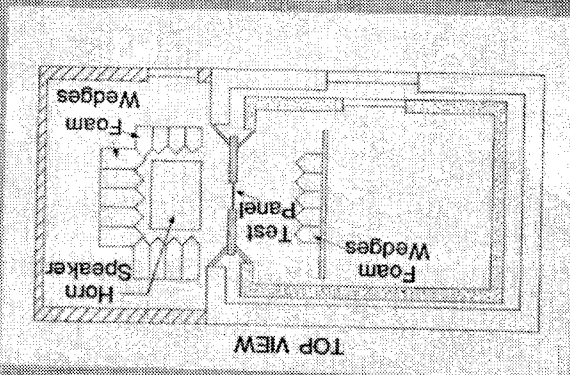 TOP VIEW
Horn
Speaker
Foam
Wedges
Test
Panel
Foam
Wedges